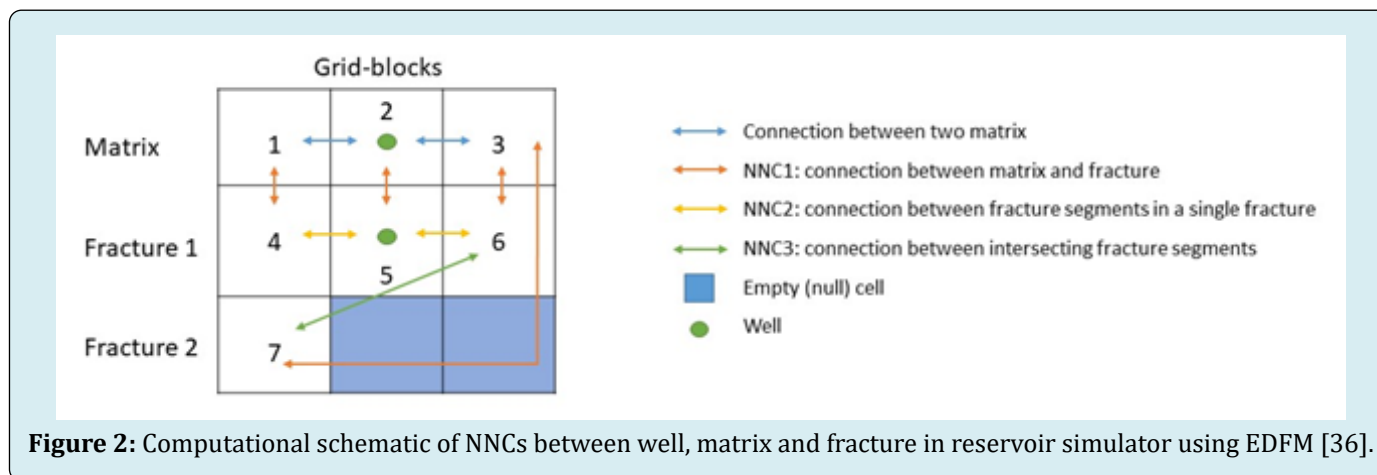 Grid-blocks
Matrix
1
2
3
Fracture 1
4
5
6
Fracture 2
7
Connection between two matrix
NNC1: connection between matrix and fracture
NNC2: connection between fracture segments in a single fracture
NNC3: connection between intersecting fracture segments
Empty (null) cell
Well
Figure 2: Computational schematic of NNCs between well, matrix and fracture in reservoir simulator using EDFM [36].